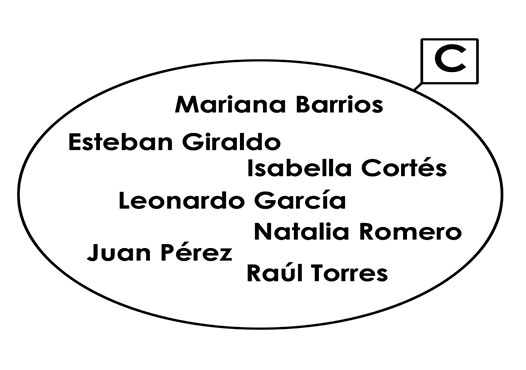 C
Mariana Barrios
Esteban Giraldo
Isabella Cortés
Leonardo García
Natalia Romero
Juan Pérez
Raúl Torres